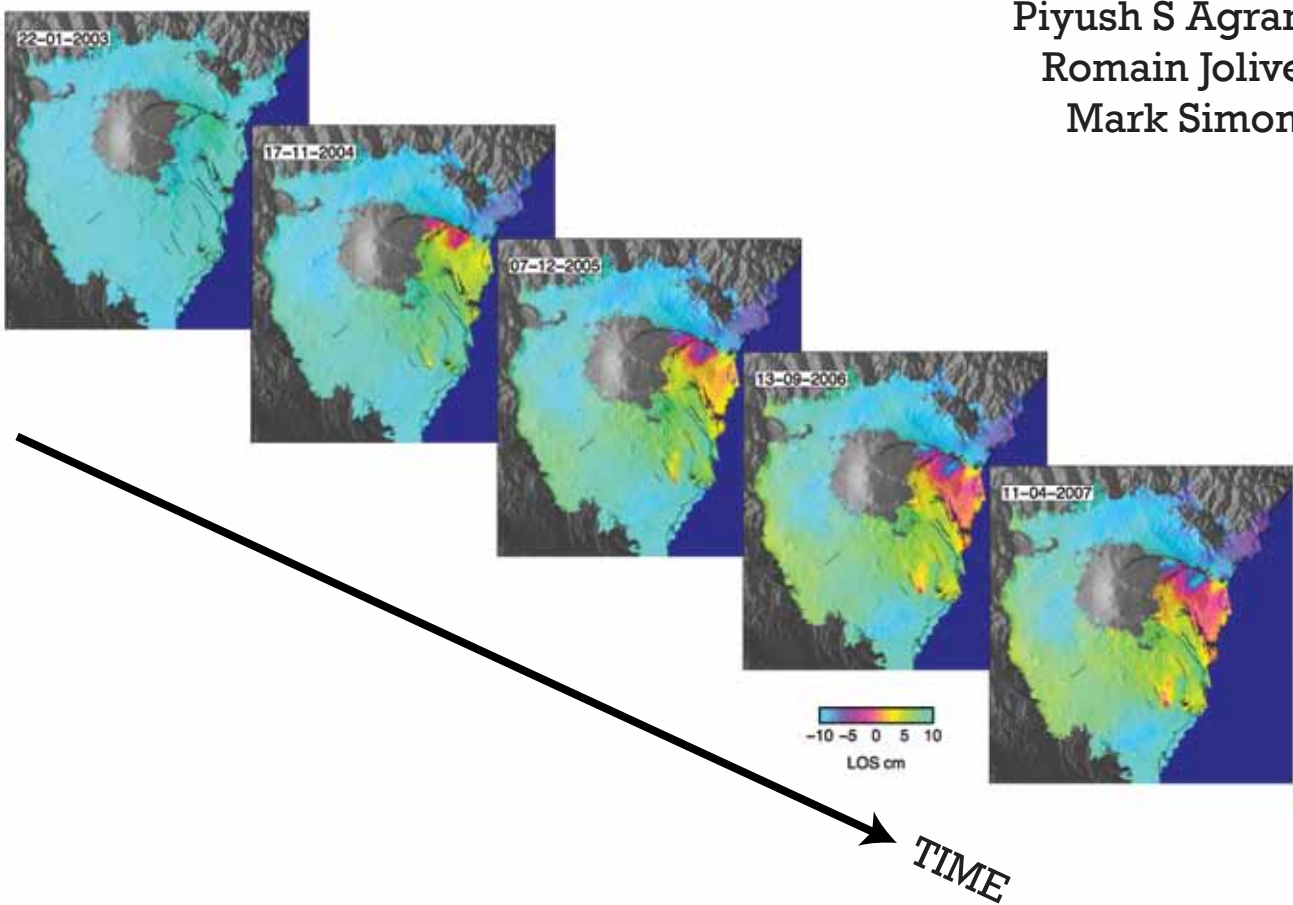 Piyush S Agram
Romain Jolive
Mark Simon
22-01-2003
17-11-2004
07-12-2005
13-09-2006
11-04-2007
-10 -5 0 5 10
LOS cm
TIME